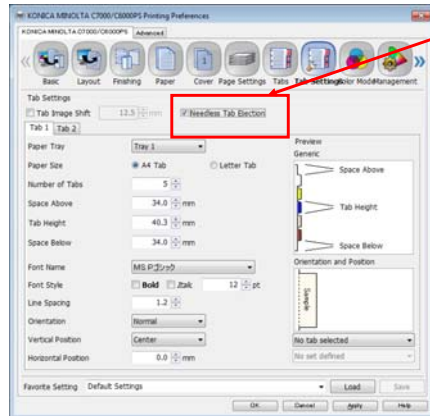 KONICA MINOLTA C7000/C8000PS Printing Preferences
KONICA MINOLTA C7000/C8000PS Advanced
Basic Layout Finishing Paper Cover Page Settings Tabs Tab Settings Color Mode Management
Tab Settings
Tab Image Shift 12.5 mm Needless Tab Ejection
Tab 1 Tab 2
Paper Tray Tray 1
Paper Size A4 Tab Letter Tab
Number of Tabs 5
Space Above 34.0 mm
Tab Height 40.3 mm
Space Below 34.0 mm
Font Name MS Pゴシック
Font Style Bold Italic 12 pt
Line Spacing 1.2
Orientation Normal
Vertical Position Center
Horizontal Position 0.0 mm
Preview
Generic
Space Above
Tab Height
Space Below
Orientation and Position
Sample
No tab selected
No set defined
Favorite Setting Default Settings Load Save
OK Cancel Apply Help